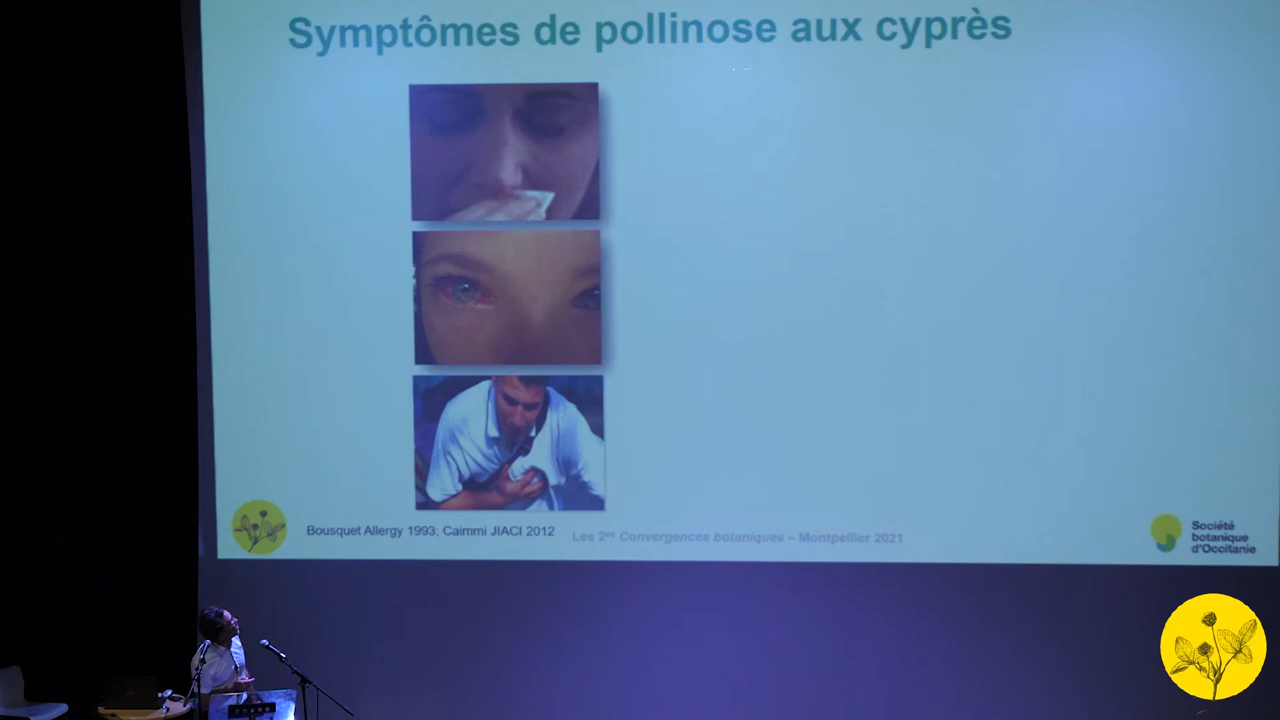 Symptômes de pollinose aux cyprès
Bousquet Allergy 1993; Caimmi JIACI 2012
Les 2es Convergences botaniques – Montpellier 2021
Société
botanique
d'Occitanie